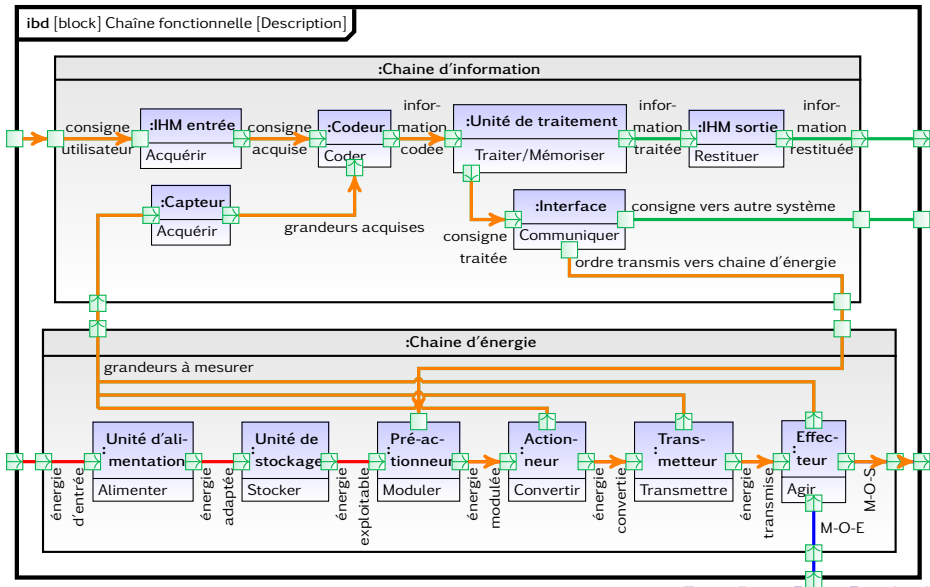 ibd [block] Chaîne fonctionnelle [Description]
:Chaine d'information
consigne
utilisateur
:IHM entrée
Acquérir
consigne
acquise
:Codeur
Coder
infor-
mation
codée
:Unité de traitement
Traiter/Mémoriser
infor-
mation
traitée
:IHM sortie
Restituer
infor-
mation
restituée
:Capteur
Acquérir
grandeurs acquises
consigne
traitée
:Interface
Communiquer
consigne vers autre système
ordre transmis vers chaine d'énergie
:Chaine d'énergie
grandeurs à mesurer
énergie
d'entrée
:Unité d'ali-
mentation
Alimenter
énergie
adaptée
:Unité de
stockage
Stocker
énergie
exploitable
:Pré-ac-
tionneur
Moduler
énergie
modulée
:Action-
neur
Convertir
énergie
convertie
:Trans-
metteur
Transmettre
énergie
transmise
:Effec-
teur
Agir
M-O-S
M-O-E